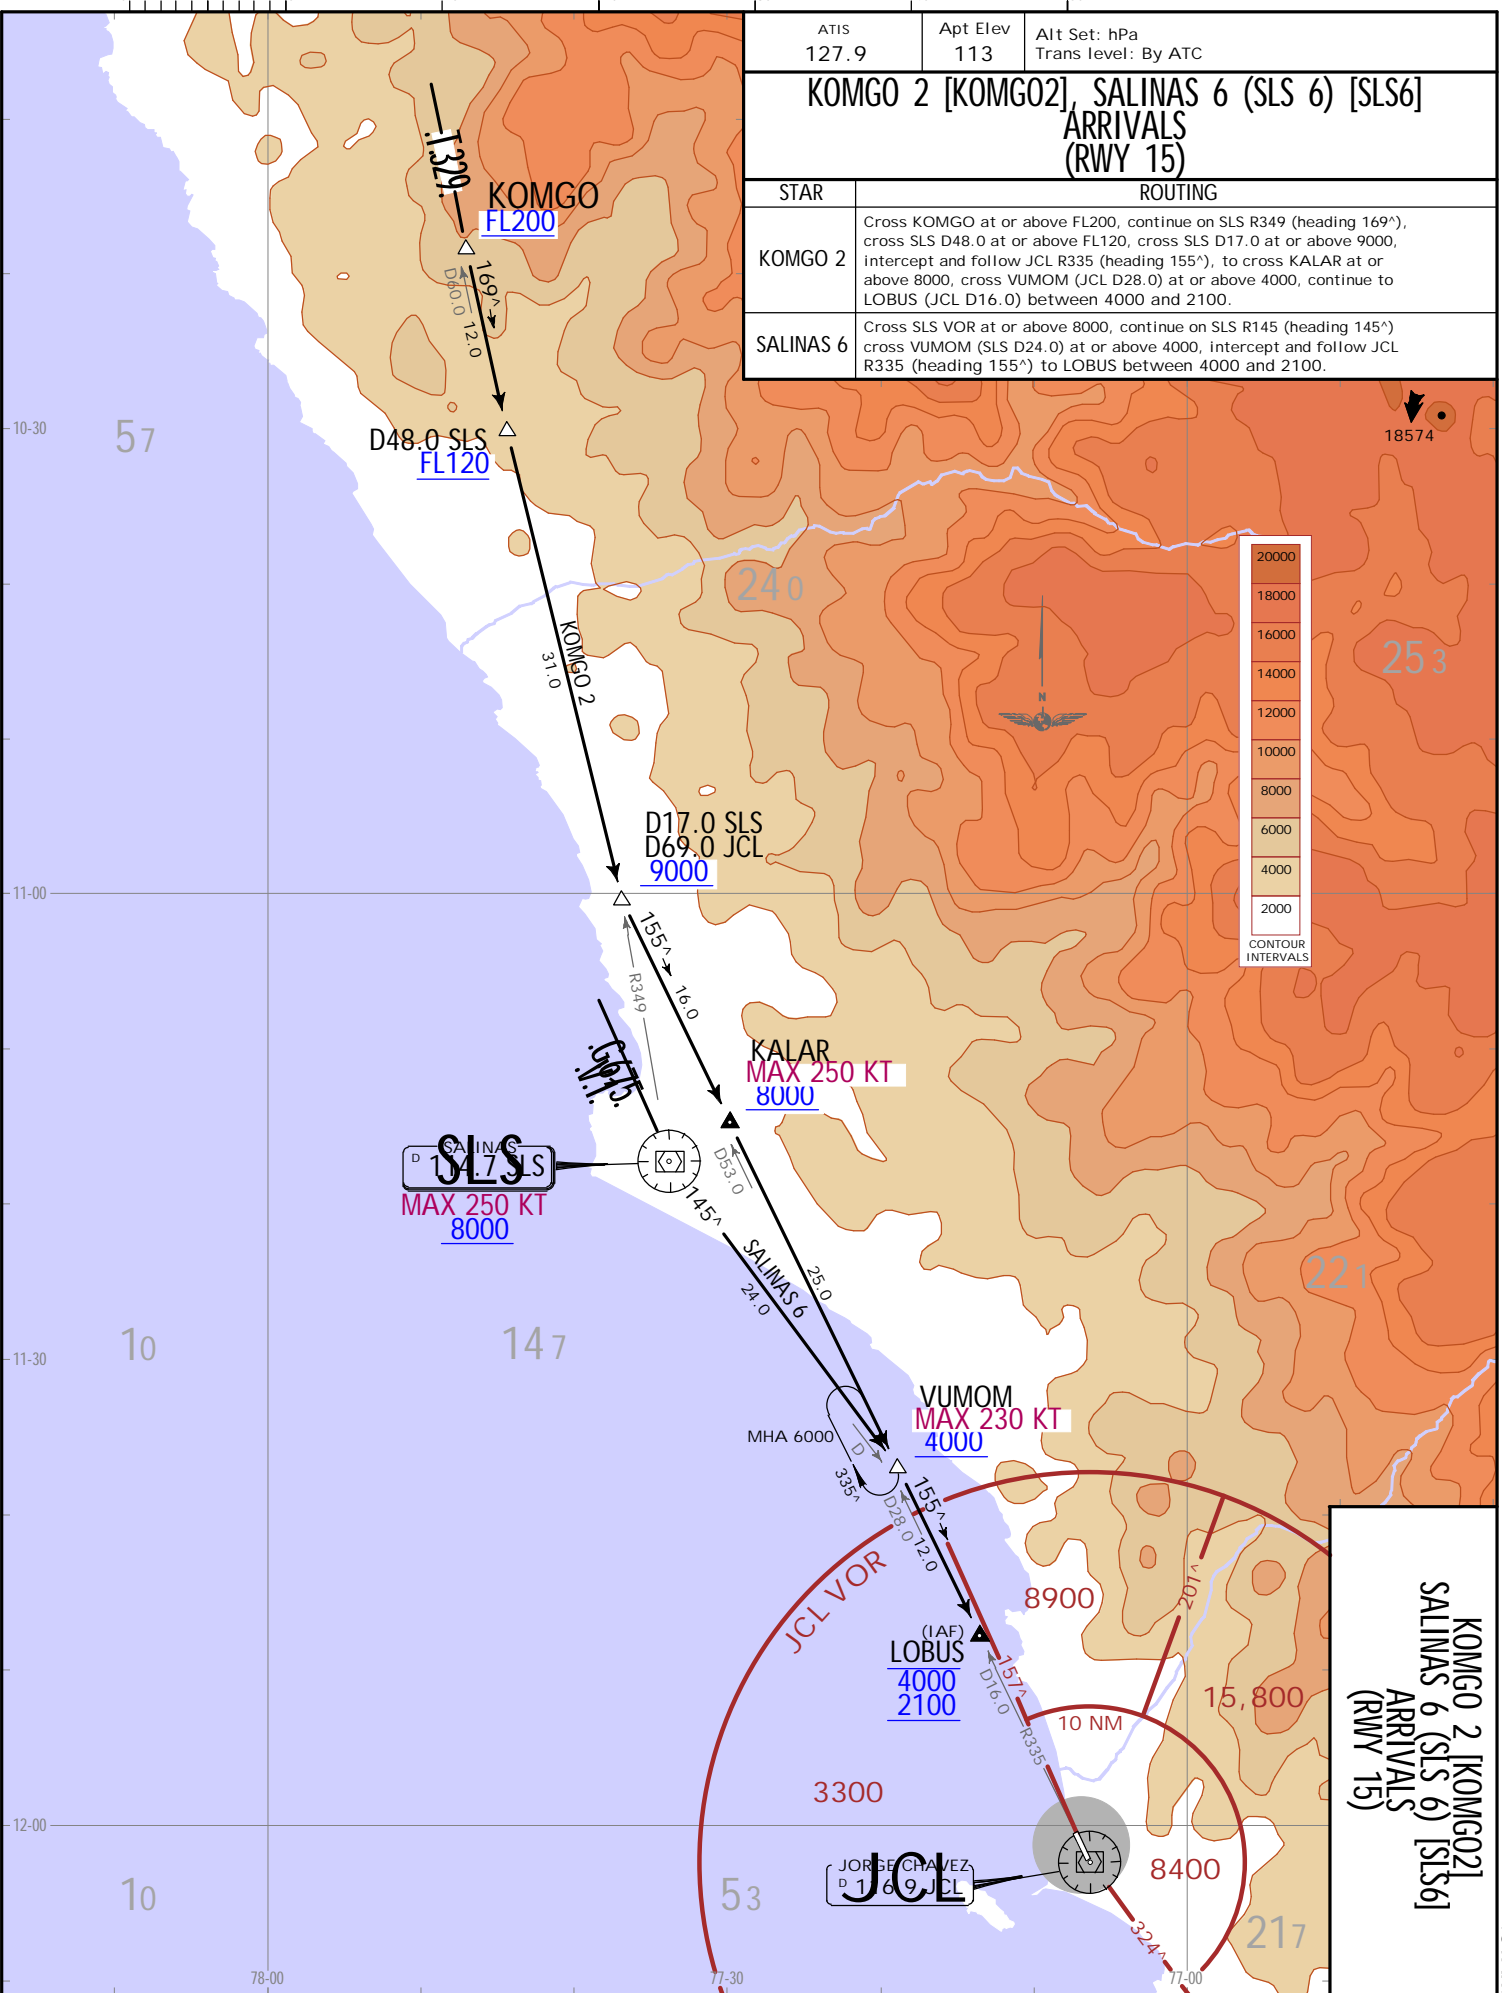 ATIS
127.9
Apt Elev
113
Alt Set: hPa
Trans level: By ATC
KOMGO 2 [KOMGO2], SALINAS 6 (SLS 6) [SLS6]
ARRIVALS
(RWY 15)
STAR
ROUTING
KOMGO 2
Cross KOMGO at or above FL200, continue on SLS R349 (heading 169^),
cross SLS D48.0 at or above FL120, cross SLS D17.0 at or above 9000,
intercept and follow JCL R335 (heading 155^), to cross KALAR at or
above 8000, cross VUMOM (JCL D28.0) at or above 4000, continue to
LOBUS (JCL D16.0) between 4000 and 2100.
SALINAS 6
Cross SLS VOR at or above 8000, continue on SLS R145 (heading 145^)
cross VUMOM (SLS D24.0) at or above 4000, intercept and follow JCL
R335 (heading 155^) to LOBUS between 4000 and 2100.
.T329.
KOMGO
FL200
169^
D60.0
12.0
10-30
57
D48.0 SLS
FL120
18574
240
253
20000
18000
16000
14000
12000
10000
8000
6000
4000
2000
CONTOUR
INTERVALS
N
KOMGO 2
31.0
D17.0 SLS
D69.0 JCL
9000
11-00
155^
16.0
R349
KALAR
MAX 250 KT
8000
D53.0
SALINAS
D 114.7 SLS
SLS
MAX 250 KT
8000
145^
SALINAS 6
24.0
25.0
221
11-30
10
147
VUMOM
MAX 230 KT
4000
MHA 6000
D
335^
155^
D28.0
12.0
JCL VOR
8900
201^
(IAF)
LOBUS
4000
2100
157^
D16.0
R335
10 NM
15,800
3300
12-00
JORGE CHAVEZ
D 116.9 JCL
JCL
8400
10
53
217
324^
78-00
77-30
77-00
KOMGO 2 [KOMGO2]
SALINAS 6 (SLS 6) [SLS6]
ARRIVALS
(RWY 15)